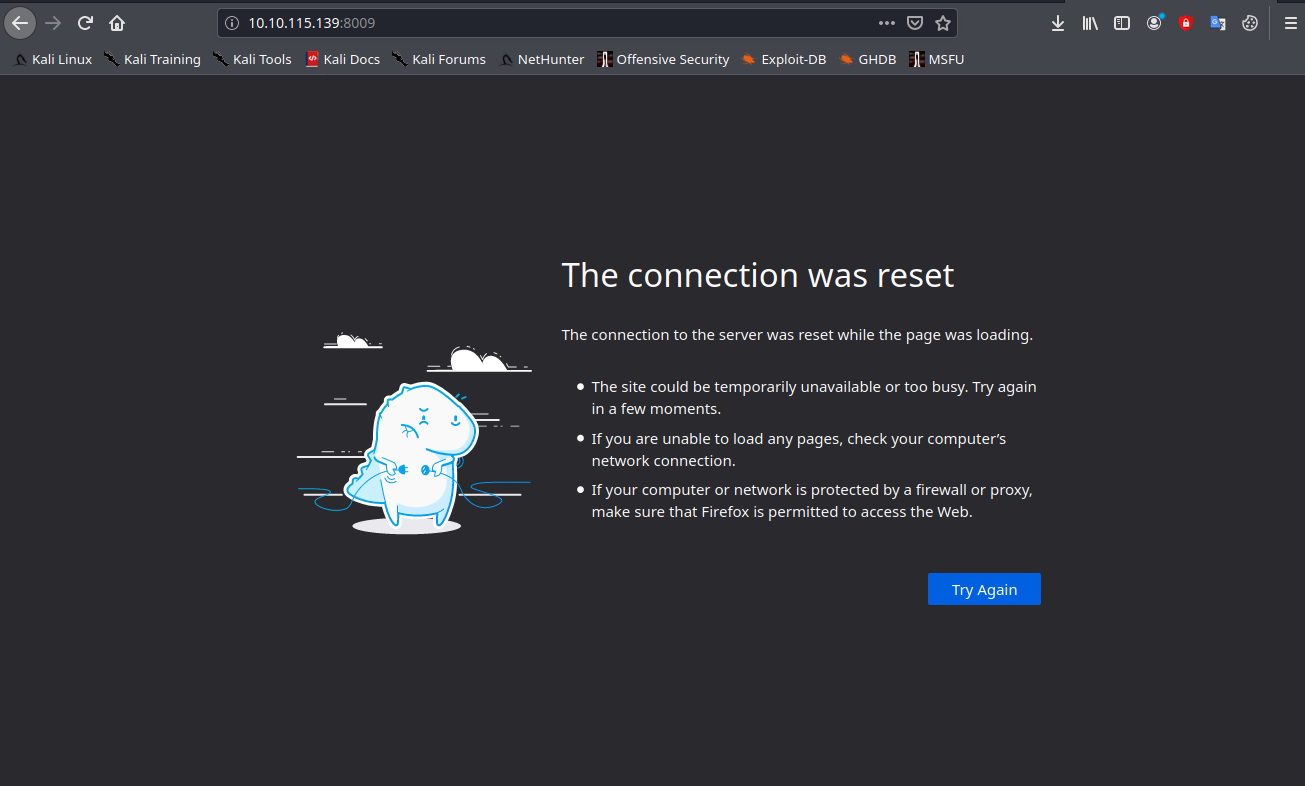 10.10.115.139:8009
Kali Linux Kali Training Kali Tools Kali Docs Kali Forums NetHunter Offensive Security Exploit-DB GHDB MSFU
The connection was reset
The connection to the server was reset while the page was loading.
The site could be temporarily unavailable or too busy. Try again
in a few moments.
If you are unable to load any pages, check your computer’s
network connection.
If your computer or network is protected by a firewall or proxy,
make sure that Firefox is permitted to access the Web.
Try Again